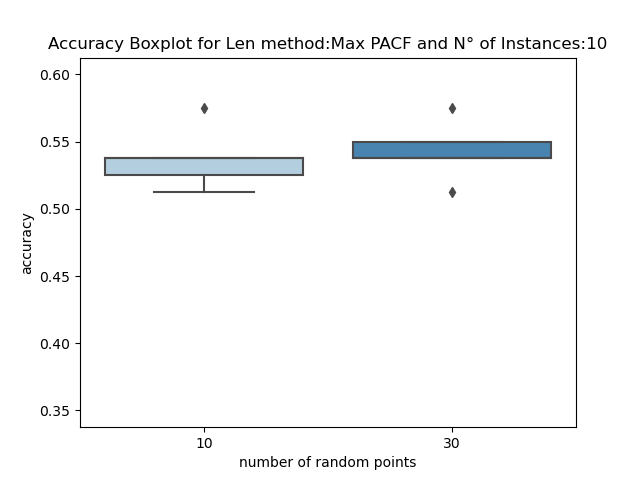 Accuracy Boxplot for Len method:Max PACF and N° of Instances:10
0.60
0.55
0.50
0.45
0.40
0.35
accuracy
10 30
number of random points